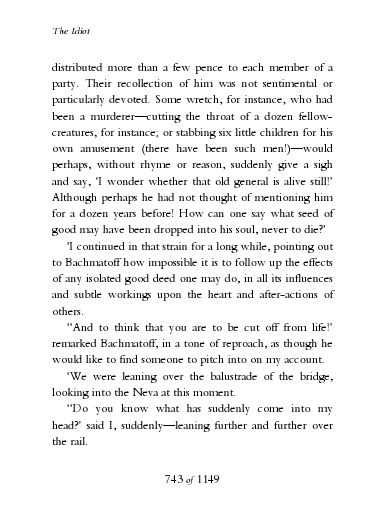 The Idiot
distributed more than a few pence to each member of a
party. Their recollection of him was not sentimental or
particularly devoted. Some wretch, for instance, who had
been a murderer—cutting the throat of a dozen fellow-
creatures, for instance; or stabbing six little children for his
own amusement (there have been such men!)—would
perhaps, without rhyme or reason, suddenly give a sigh
and say, ‘I wonder whether that old general is alive still!’
Although perhaps he had not thought of mentioning him
for a dozen years before! How can one say what seed of
good may have been dropped into his soul, never to die?’
‘I continued in that strain for a long while, pointing out
to Bachmatoff how impossible it is to follow up the effects
of any isolated good deed one may do, in all its influences
and subtle workings upon the heart and after-actions of
others.
‘‘And to think that you are to be cut off from life!’
remarked Bachmatoff, in a tone of reproach, as though he
would like to find someone to pitch into on my account.
‘We were leaning over the balustrade of the bridge,
looking into the Neva at this moment.
‘‘Do you know what has suddenly come into my
head?’ said I, suddenly—leaning further and further over
the rail.
743 of 1149